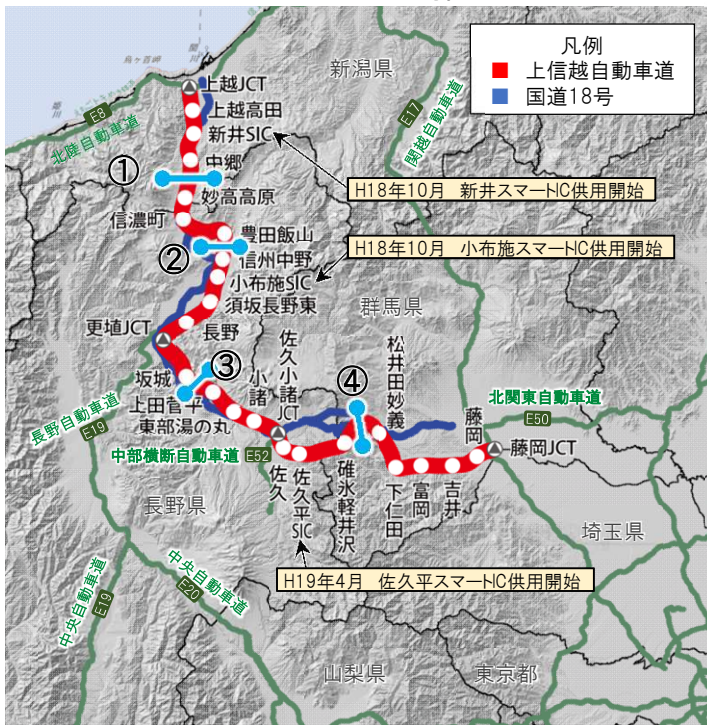 凡例
上信越自動車道
国道18号
鳥ヶ首岬
関川
姫川
新潟県
上越JCT
上越高田
新井SIC
中郷
妙高高原
信濃町
豊田飯山
信州中野
小布施SIC
須坂長野東
長野
更埴JCT
坂城
上田菅平
東部湯の丸
小諸
佐久小諸JCT
佐久
佐久平SIC
碓氷軽井沢
松井田妙義
下仁田
富岡
吉井
藤岡
藤岡JCT
①
②
③
④
H18年10月 新井スマートIC供用開始
H18年10月 小布施スマートIC供用開始
H19年4月 佐久平スマートIC供用開始
E8
北陸自動車道
E17
関越自動車道
群馬県
北関東自動車道
E50
長野自動車道
E19
中部横断自動車道
E52
長野県
埼玉県
中央自動車道
E19
中央自動車道
E20
山梨県
東京都